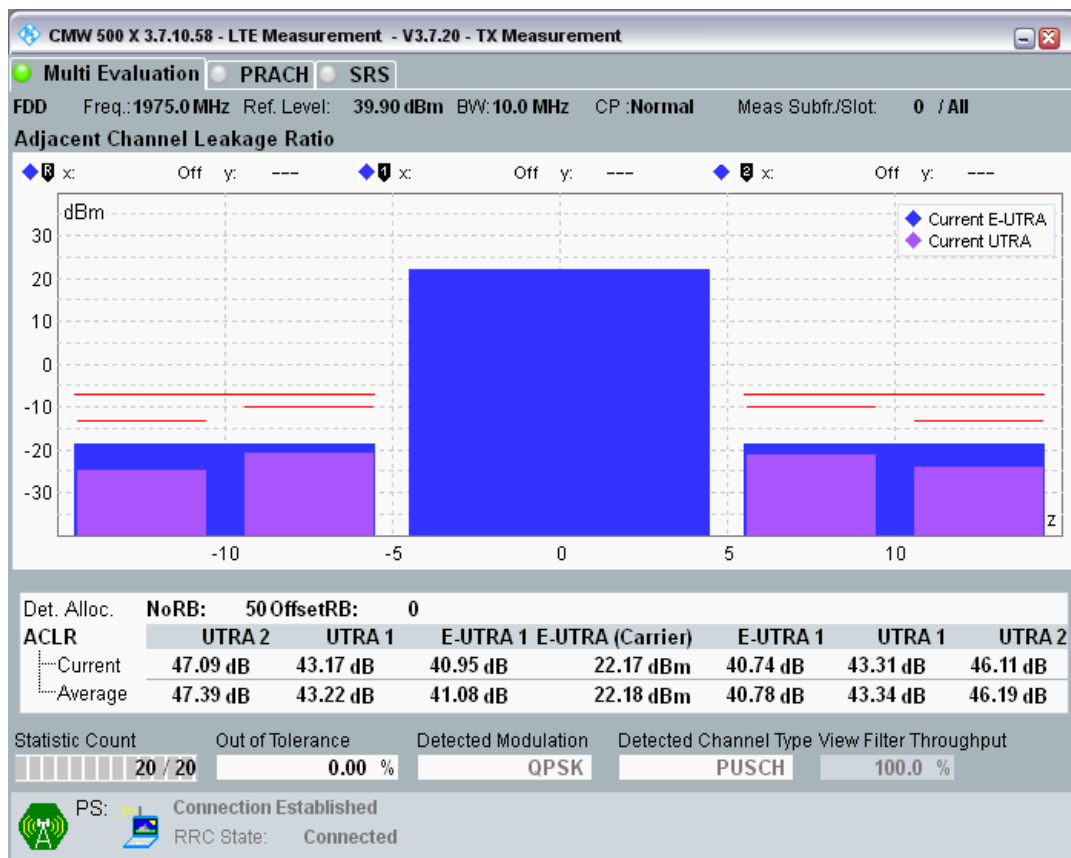 CMW 500 X 3.7.10.58 - LTE Measurement - V3.7.20 - TX Measurement
Multi Evaluation PRACH SRS
FDD Freq.:1975.0 MHz Ref. Level: 39.90 dBm BW:10.0 MHz CP :Normal Meas Subfr./Slot: 0 / All
Adjacent Channel Leakage Ratio
R x: Off y: --- 1 x: Off y: --- 2 x: Off y: ---
dBm
Current E-UTRA
Current UTRA
30
20
10
0
-10
-20
-30
z
-10 -5 0 5 10
Det. Alloc. NoRB: 50 OffsetRB: 0
ACLR UTRA 2 UTRA 1 E-UTRA 1 E-UTRA (Carrier) E-UTRA 1 UTRA 1 UTRA 2
Current 47.09 dB 43.17 dB 40.95 dB 22.17 dBm 40.74 dB 43.31 dB 46.11 dB
Average 47.39 dB 43.22 dB 41.08 dB 22.18 dBm 40.78 dB 43.34 dB 46.19 dB
Statistic Count Out of Tolerance Detected Modulation Detected Channel Type View Filter Throughput
20 / 20 0.00 % QPSK PUSCH 100.0 %
PS: Connection Established
RRC State: Connected